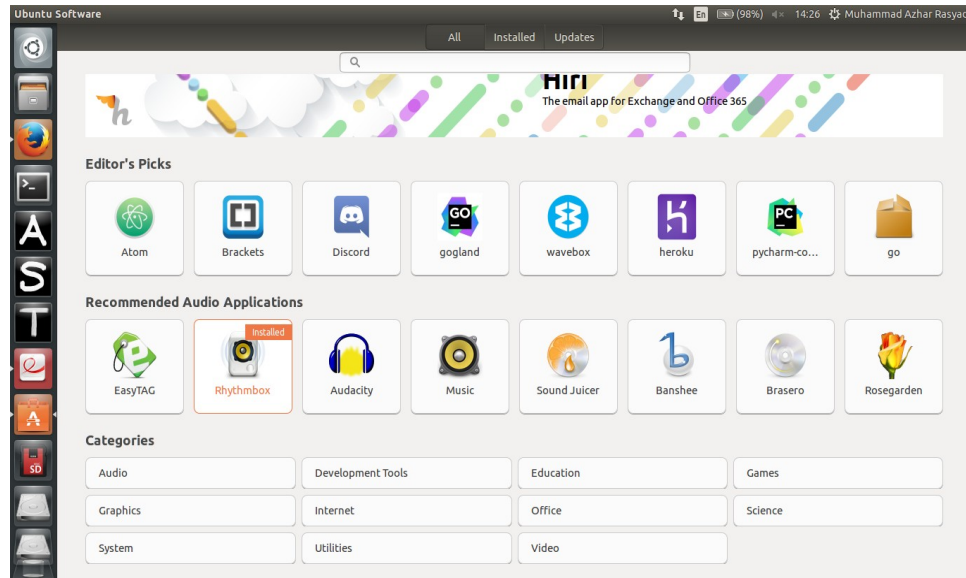 Ubuntu Software
En (98%) 14:26 Muhammad Azhar Rasyad
All Installed Updates
h
Hiri
The email app for Exchange and Office 365
Editor's Picks
GO PC
Atom Brackets Discord gogland wavebox heroku pycharm-co... go
Recommended Audio Applications
Installed
EasyTAG Rhythmbox Audacity Music Sound Juicer Banshee Brasero Rosegarden
Categories
Audio Development Tools Education Games
Graphics Internet Office Science
System Utilities Video
A
S
T
SD